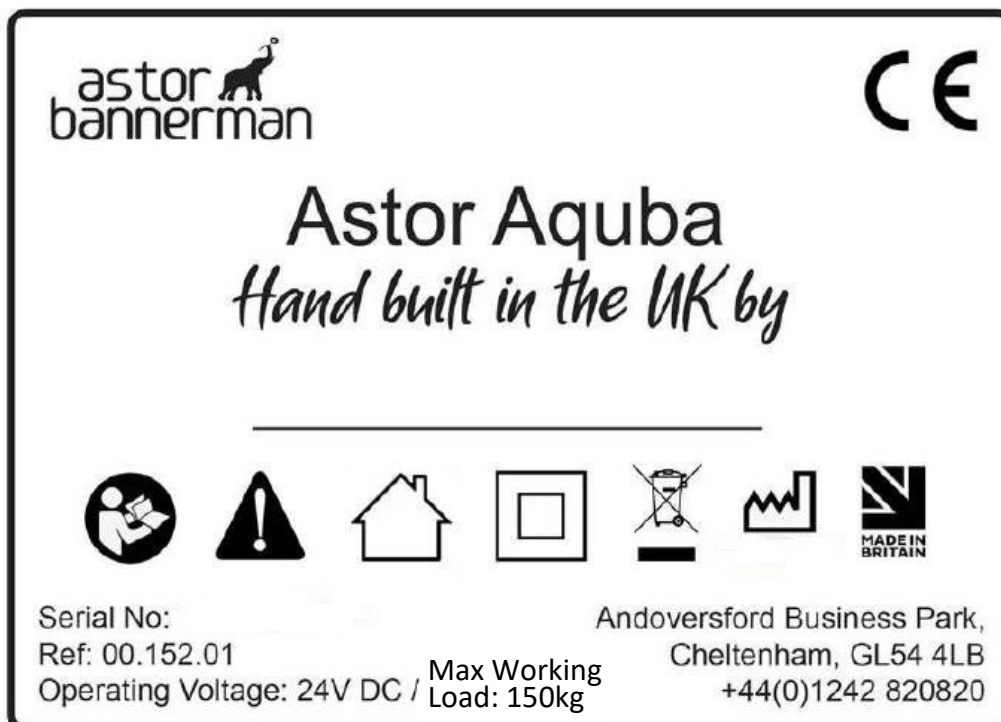 astor
bannerman
CE
Astor Aquba
Hand built in the UK by
MADE IN
BRITAIN
Serial No:
Ref: 00.152.01
Operating Voltage: 24V DC /
Max Working
Load: 150kg
Andoversford Business Park,
Cheltenham, GL54 4LB
+44(0)1242 820820